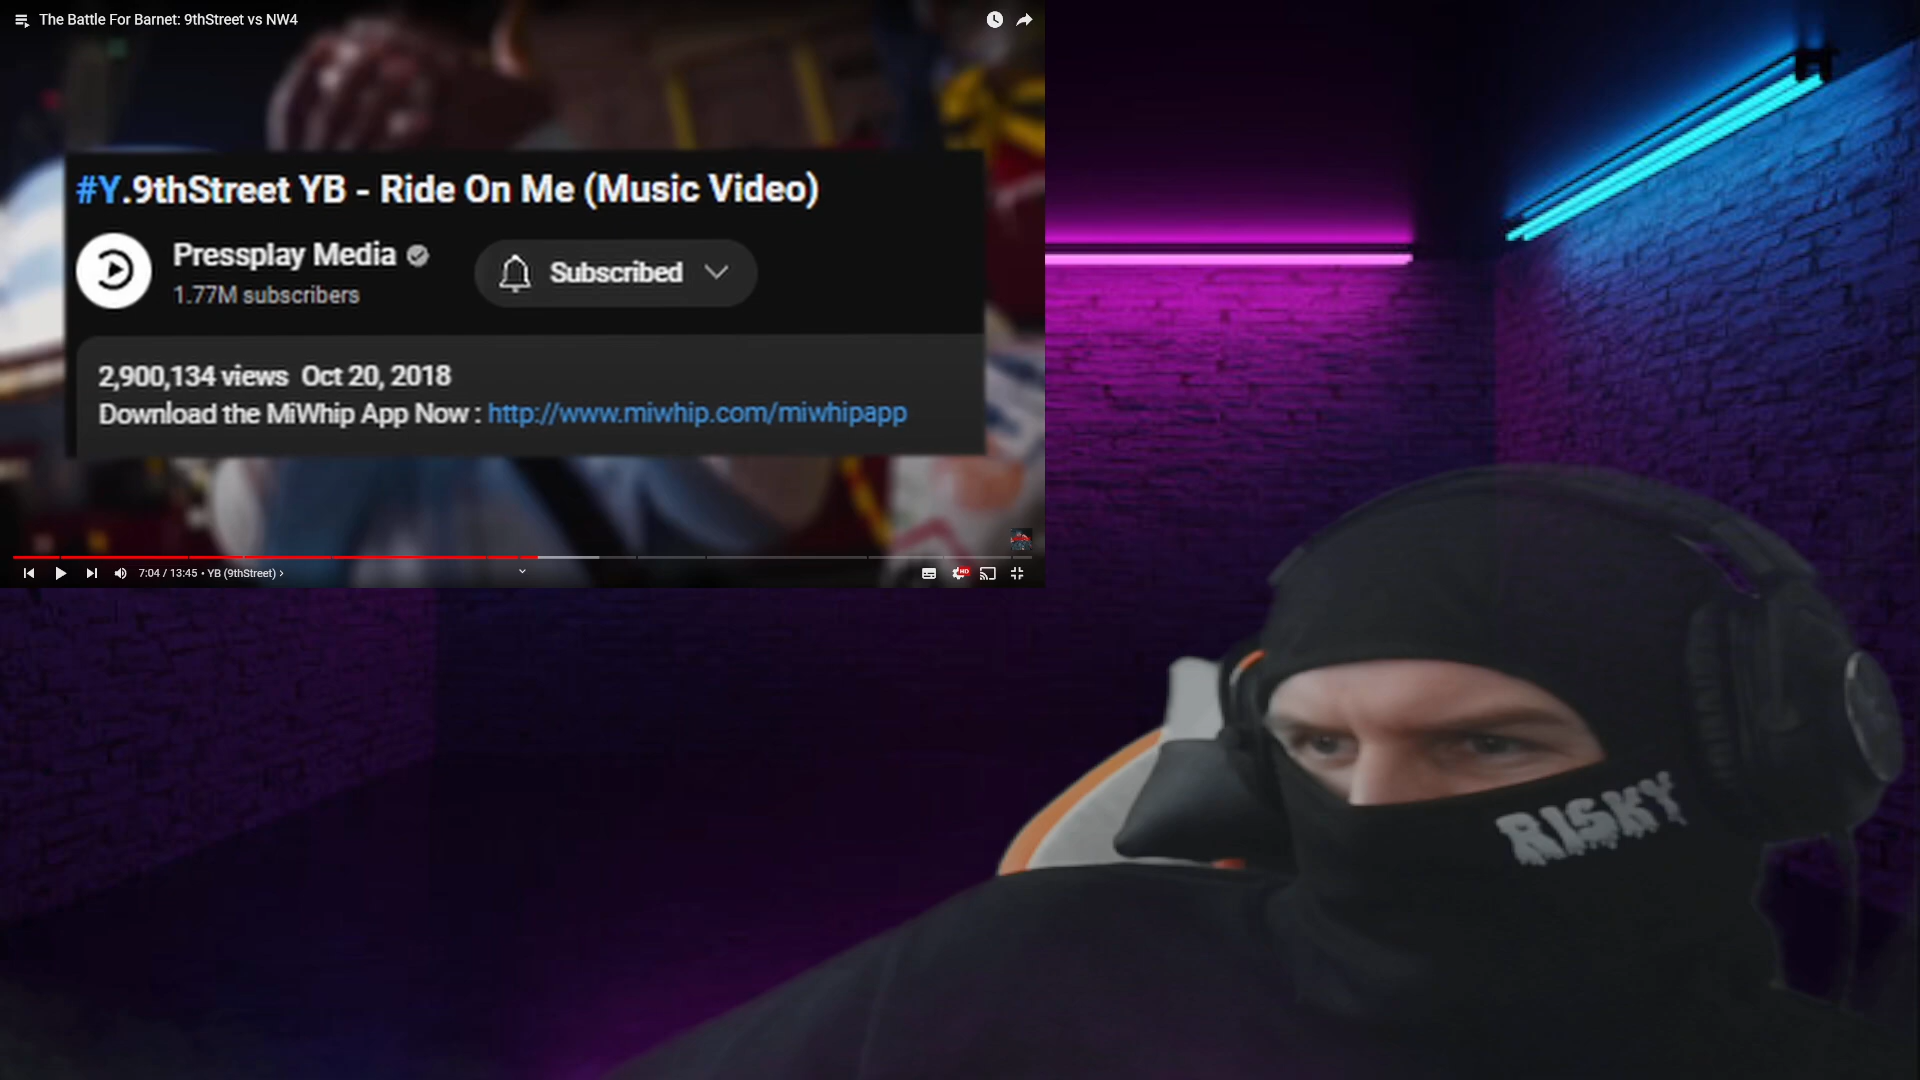 The Battle For Barnet: 9thStreet vs NW4
#Y.9thStreet YB - Ride On Me (Music Video)
Pressplay Media
1.77M subscribers
Subscribed
2,900,134 views Oct 20, 2018
Download the MiWhip App Now : http://www.miwhip.com/miwhipapp
7:04 / 13:45 • YB (9thStreet) ›
HD
RISKY